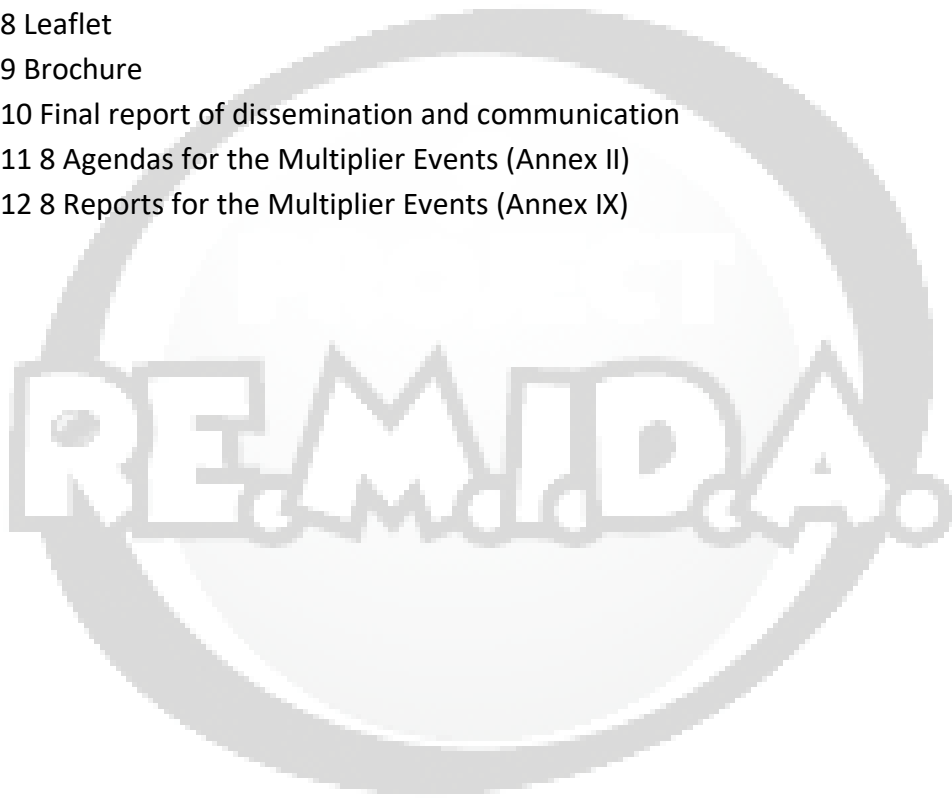 8 Leaflet
9 Brochure
10 Final report of dissemination and communication
11 8 Agendas for the Multiplier Events (Annex II)
12 8 Reports for the Multiplier Events (Annex IX)
PROJECT
RE.M.I.D.A.